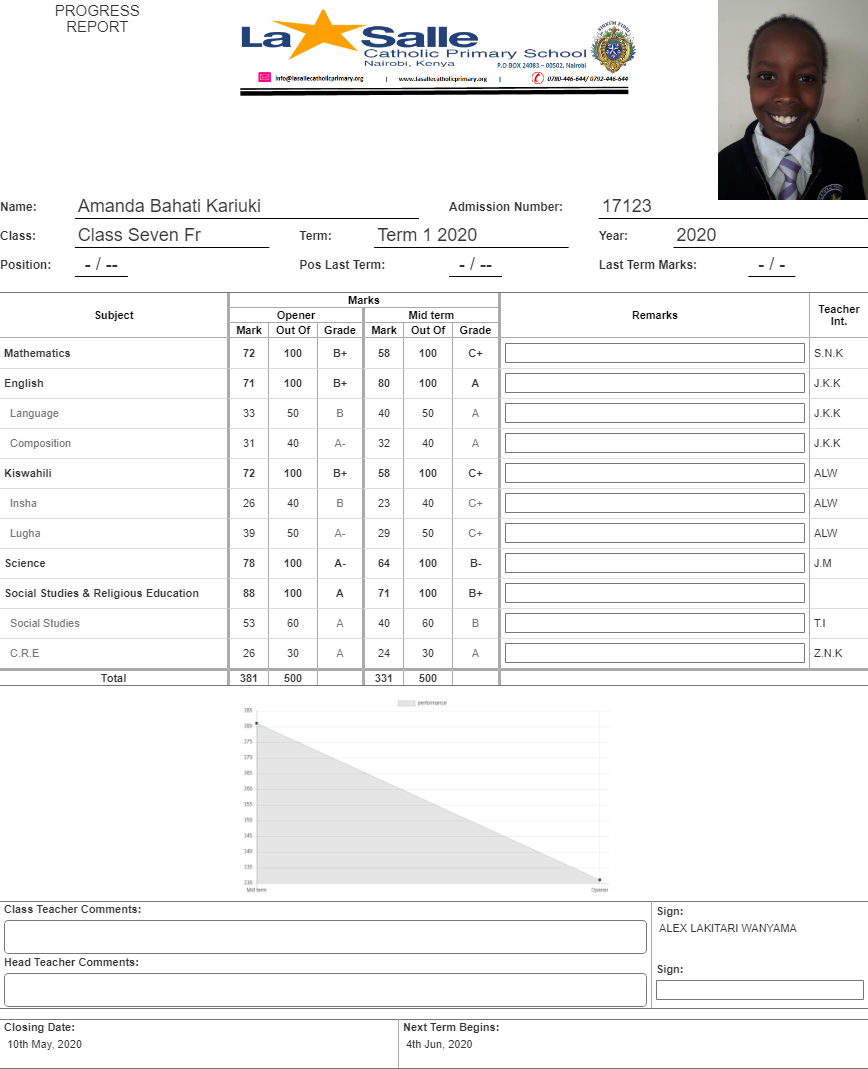 PROGRESS
REPORT
La Salle
Catholic Primary School
Nairobi, Kenya
P.O BOX 24083 – 00502, Nairobi
info@lasallecatholicprimary.org | www.lasallecatholicprimary.org | 0780-446-644/ 0792-446-644
Name: Amanda Bahati Kariuki Admission Number: 17123
Class: Class Seven Fr Term: Term 1 2020 Year: 2020
Position: - / -- Pos Last Term: - / -- Last Term Marks: - / -
Subject Marks Remarks Teacher Int.
Opener Mid term
Mark Out Of Grade Mark Out Of Grade
Mathematics 72 100 B+ 58 100 C+ S.N.K
English 71 100 B+ 80 100 A J.K.K
Language 33 50 B 40 50 A J.K.K
Composition 31 40 A- 32 40 A J.K.K
Kiswahili 72 100 B+ 58 100 C+ ALW
Insha 26 40 B 23 40 C+ ALW
Lugha 39 50 A- 29 50 C+ ALW
Science 78 100 A- 64 100 B- J.M
Social Studies & Religious Education 88 100 A 71 100 B+
Social Studies 53 60 A 40 60 B T.I
C.R.E 26 30 A 24 30 A Z.N.K
Total 381 500 331 500
performance
385
380
375
370
365
360
355
350
345
340
335
330
Mid term Opener
Class Teacher Comments: Sign:
ALEX LAKITARI WANYAMA
Head Teacher Comments: Sign:
Closing Date: Next Term Begins:
10th May, 2020 4th Jun, 2020